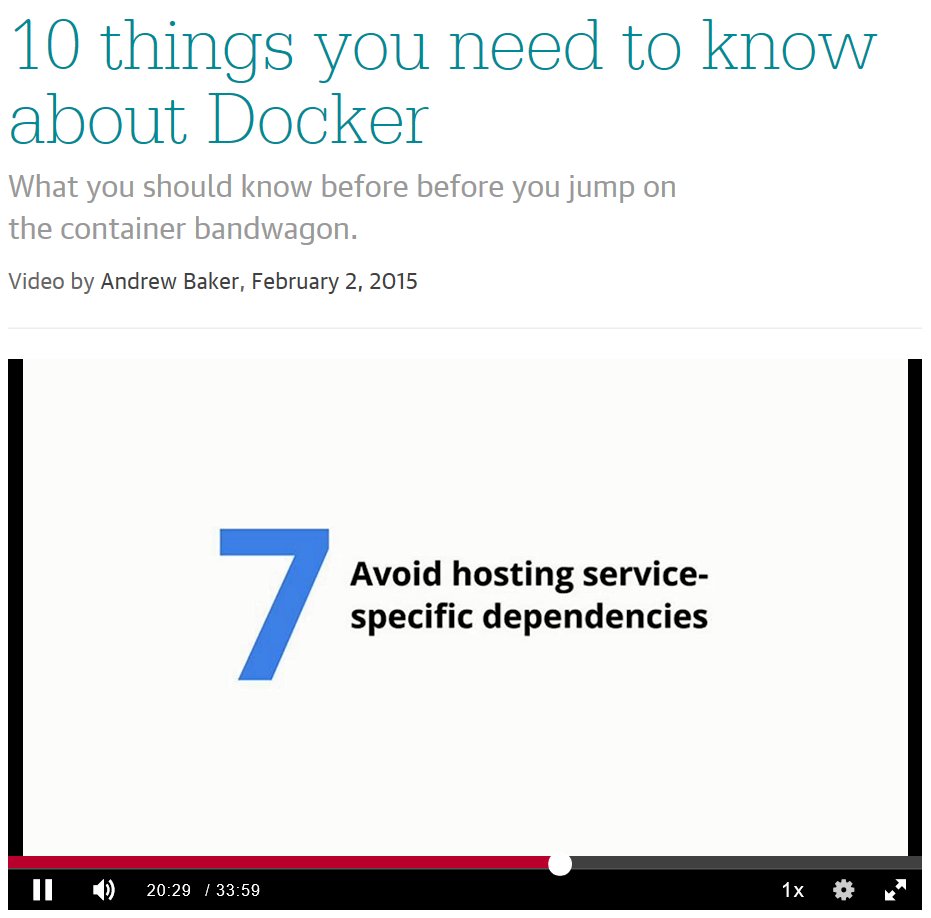 10 things you need to know
about Docker
What you should know before before you jump on
the container bandwagon.
Video by Andrew Baker, February 2, 2015
7
Avoid hosting service-
specific dependencies
20:29 / 33:59 1x